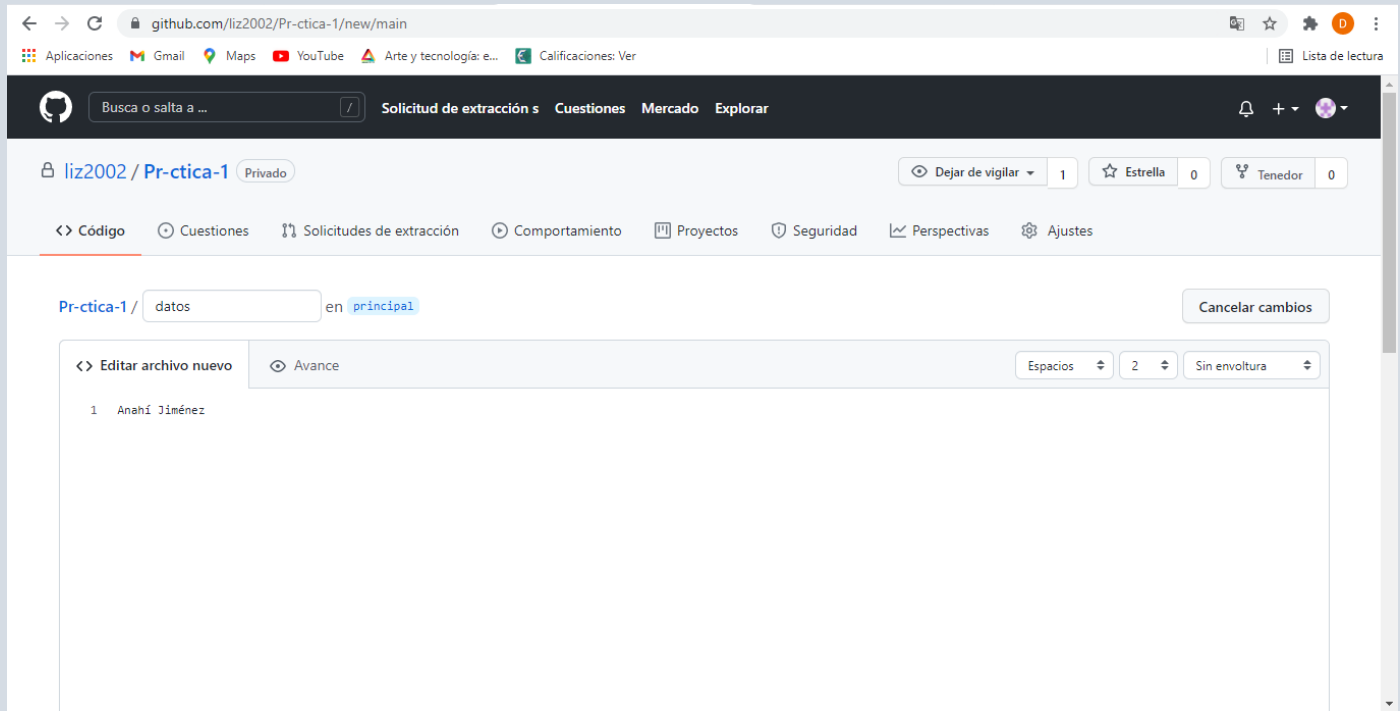 github.com/liz2002/Pr-ctica-1/new/main
D
Aplicaciones Gmail Maps YouTube Arte y tecnología: e... Calificaciones: Ver Lista de lectura
Busca o salta a ... / Solicitud de extracción s Cuestiones Mercado Explorar
liz2002 / Pr-ctica-1 Privado Dejar de vigilar 1 Estrella 0 Tenedor 0
Código Cuestiones Solicitudes de extracción Comportamiento Proyectos Seguridad Perspectivas Ajustes
Pr-ctica-1 / datos en principal Cancelar cambios
<> Editar archivo nuevo Avance Espacios 2 Sin envoltura
1 Anahí Jiménez